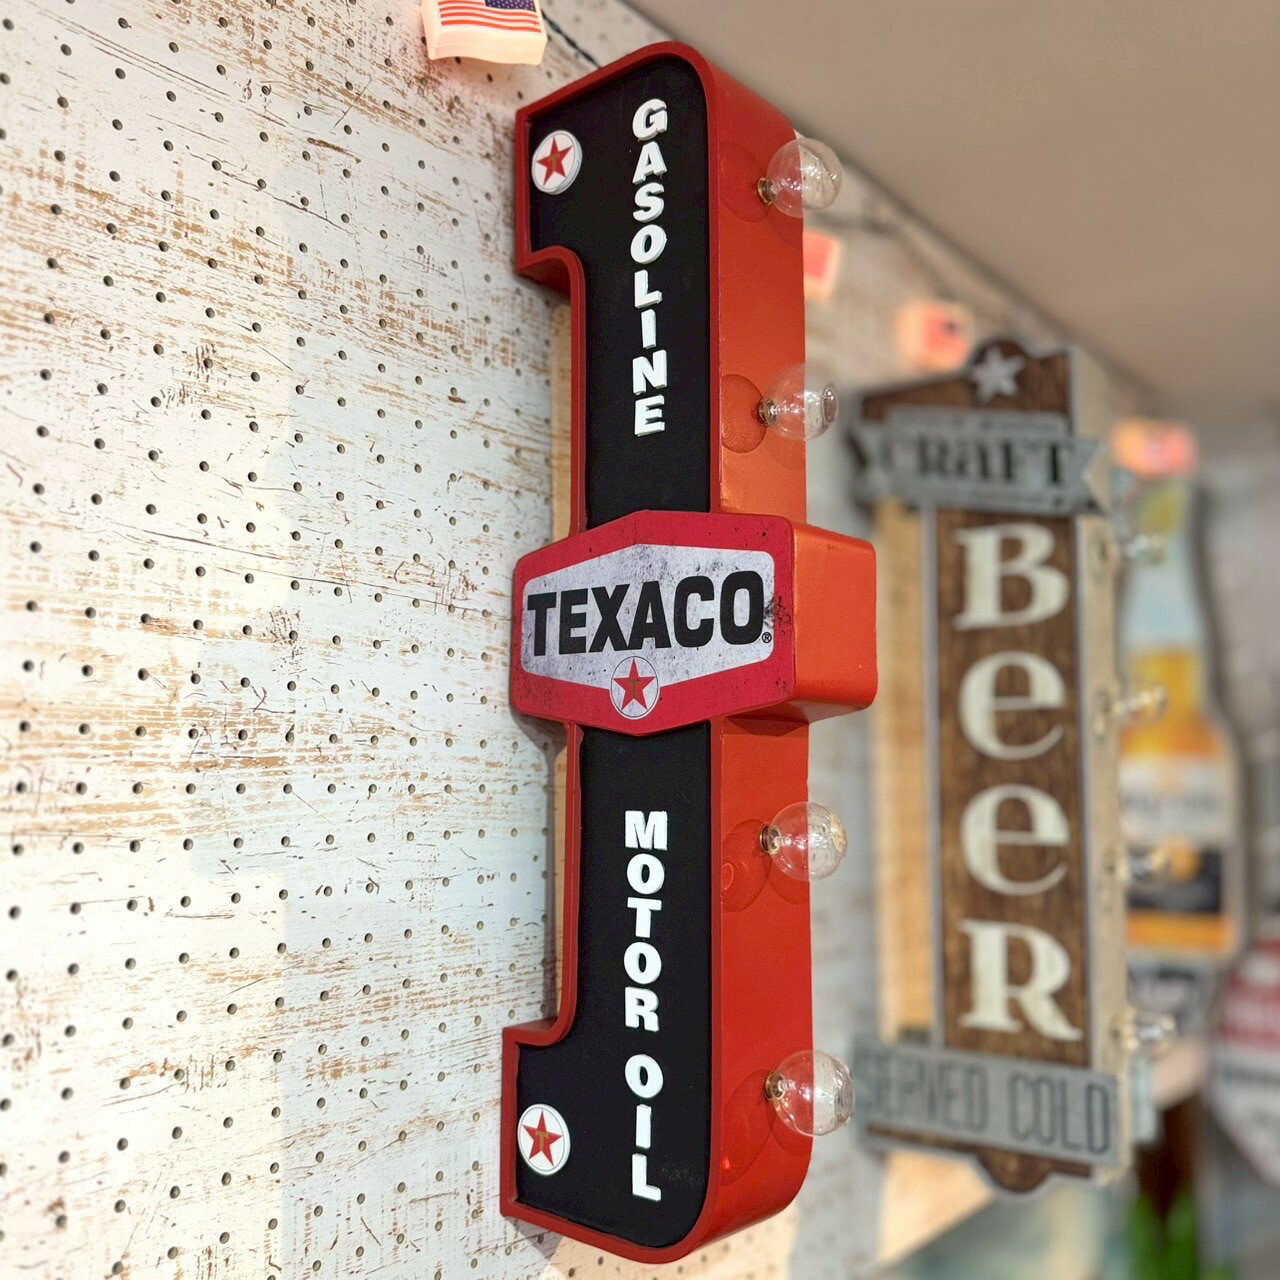 GASOLINE
TEXACO®
T
MOTOR OIL
CRAFT
Beer
SERVED COLD